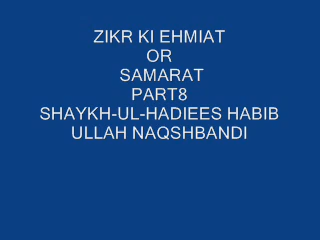 ZIKR KI EHMIAT
OR
SAMARAT
PART8
SHAYKH-UL-HADIEES HABIB
ULLAH NAQSHBANDI